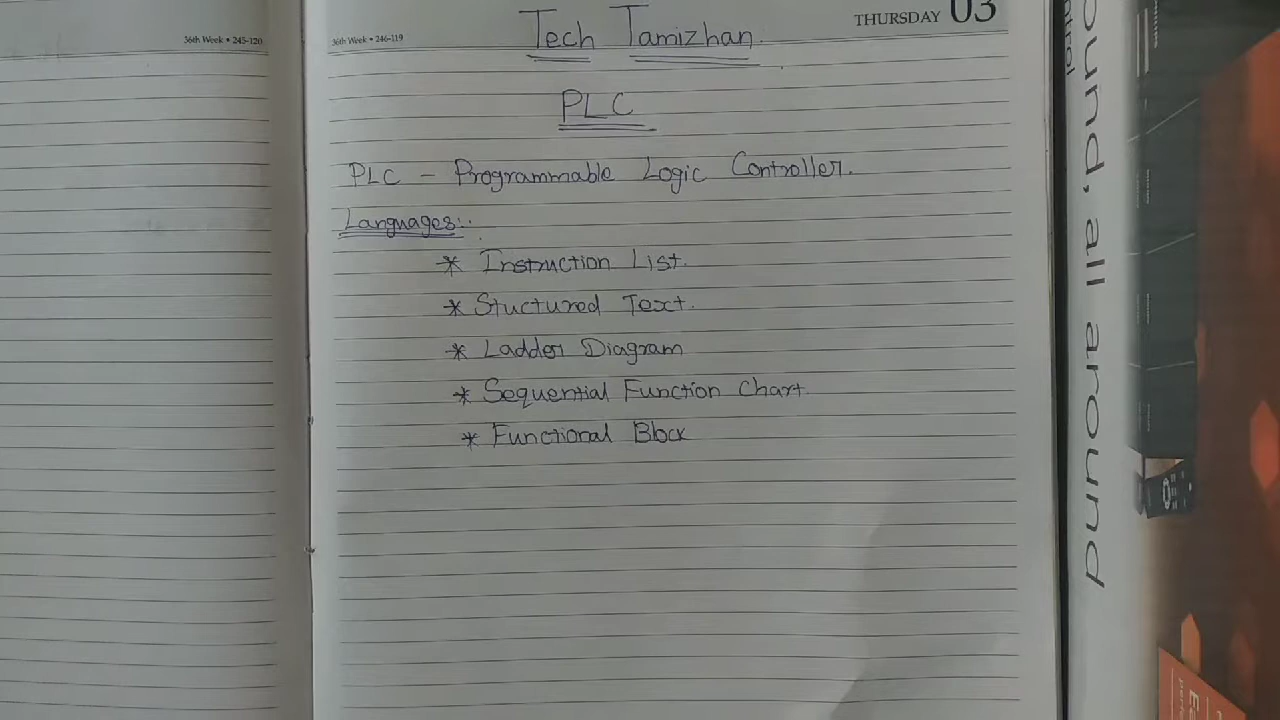 36th Week • 245-120
36th Week • 246-119
THURSDAY 03
Tech Tamizhan.
PLC
PLC - Programmable Logic Controller.
Languages:-
* Instruction List.
* Stuctured Text.
* Ladder Diagram
* Sequential Function Chart.
* Functional Block
ound, all around